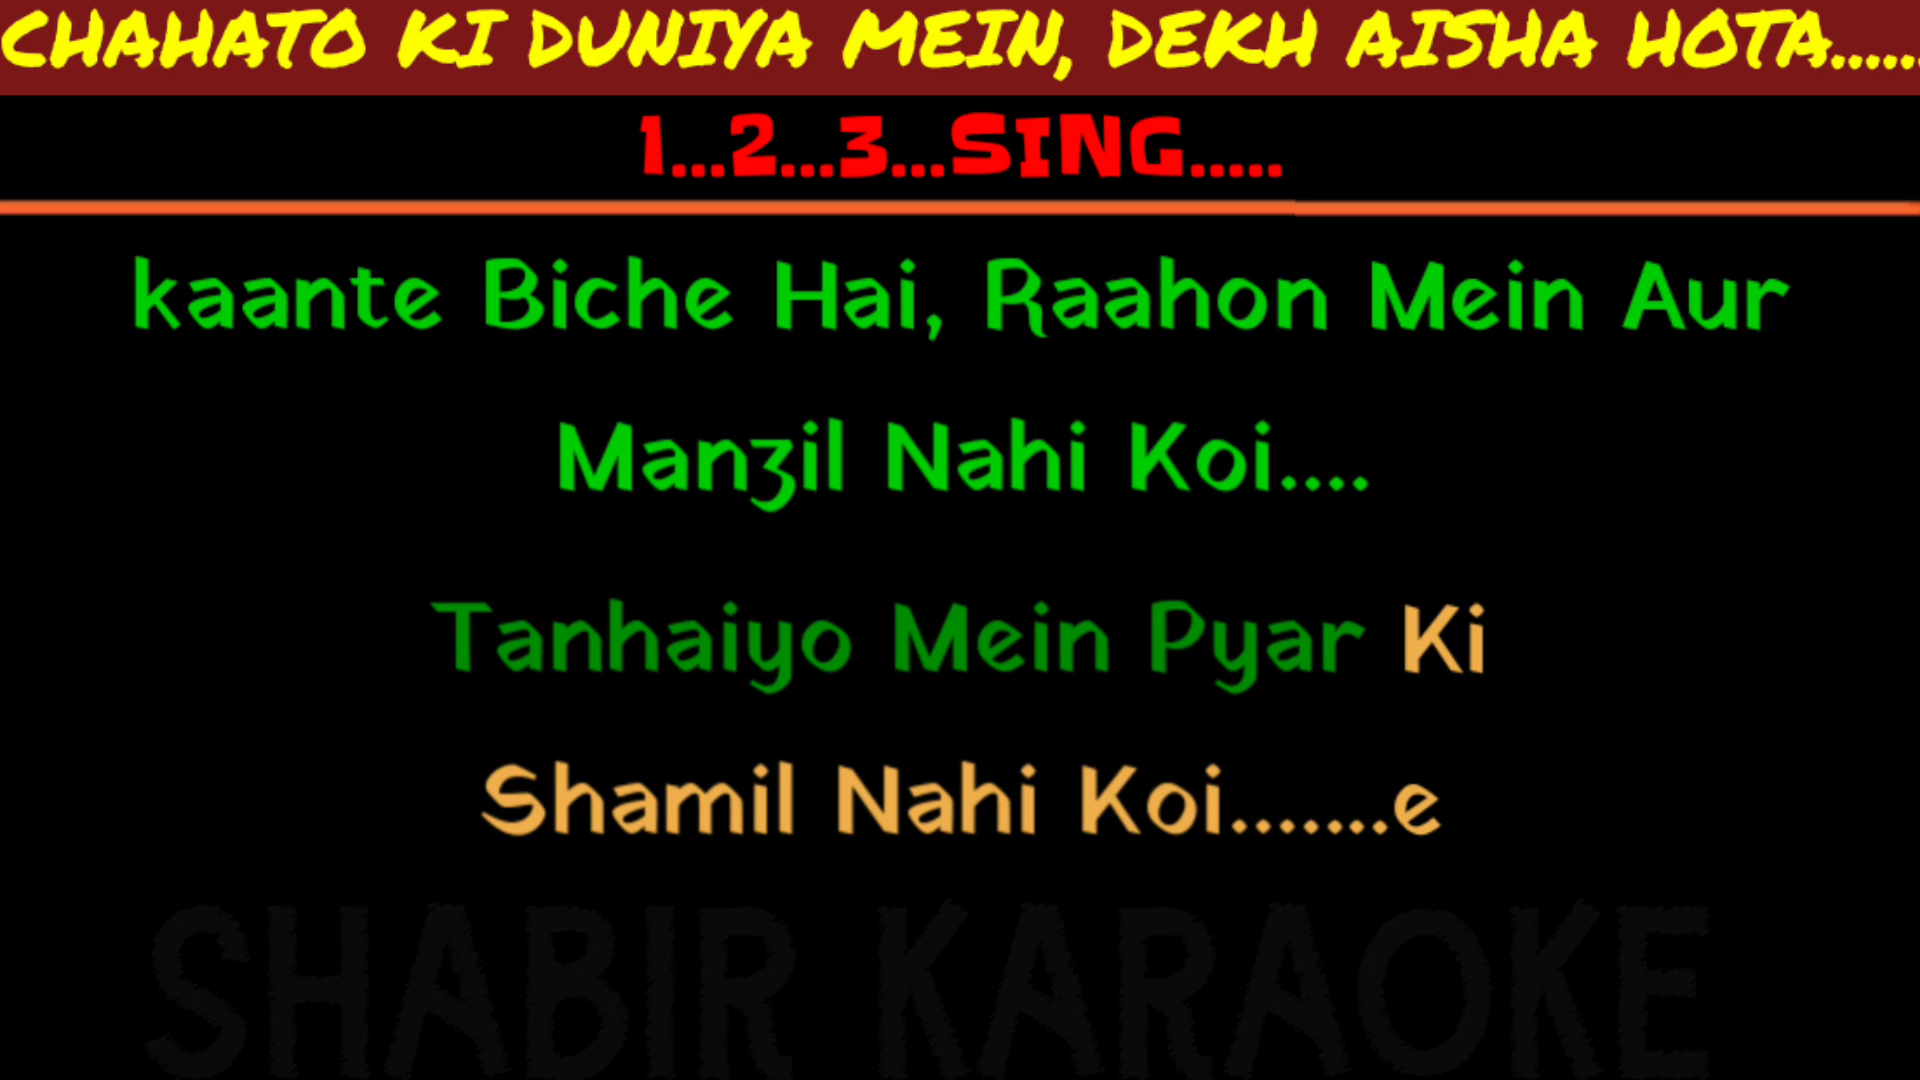 CHAHATO KI DUNIYA MEIN, DEKH AISHA HOTA......
1...2...3...SING.....
kaante Biche Hai, Raahon Mein Aur
Manzil Nahi Koi....
Tanhaiyo Mein Pyar Ki
Shamil Nahi Koi.......e
SHABIR KARAOKE